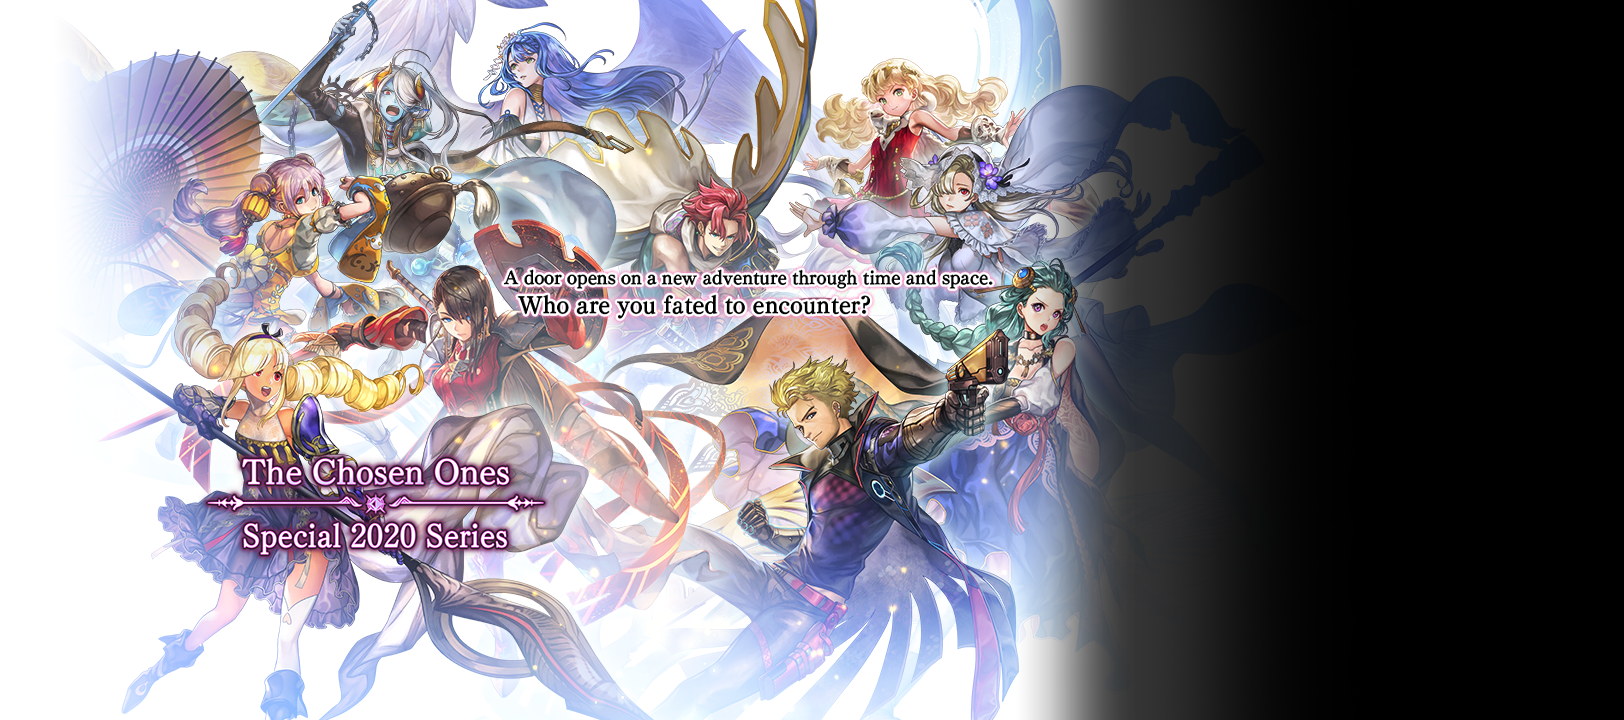 A door opens on a new adventure through time and space.
Who are you fated to encounter?
The Chosen Ones
Special 2020 Series